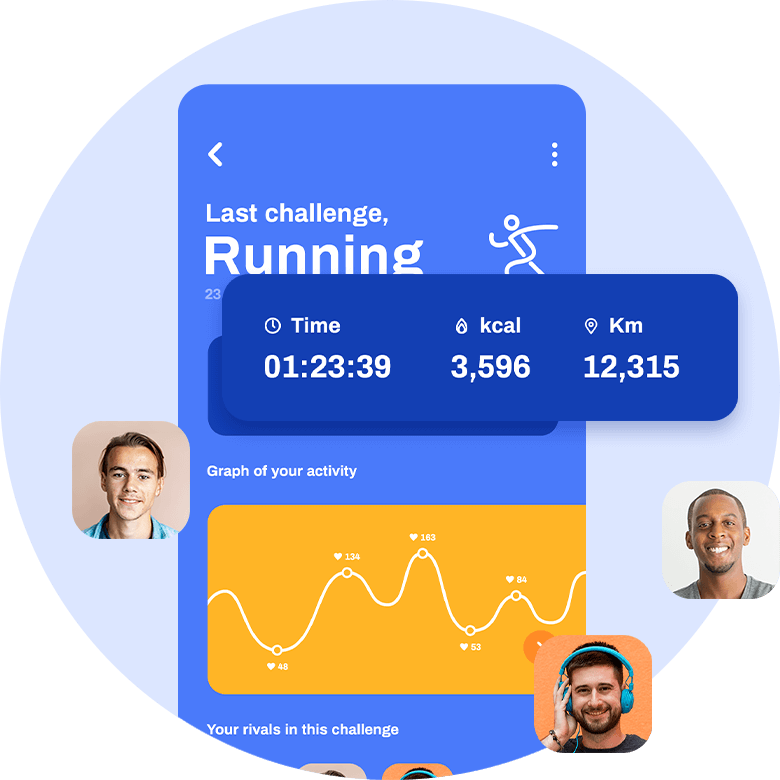 Last challenge,
Running
23
Time
kcal
Km
01:23:39
3,596
12,315
Graph of your activity
163
134
84
53
48
Your rivals in this challenge